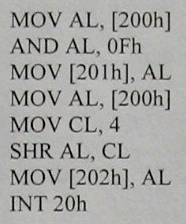 MOV AL, [200h]
AND AL, 0Fh
MOV [201h], AL
MOV AL, [200h]
MOV CL, 4
SHR AL, CL
MOV [202h], AL
INT 20h